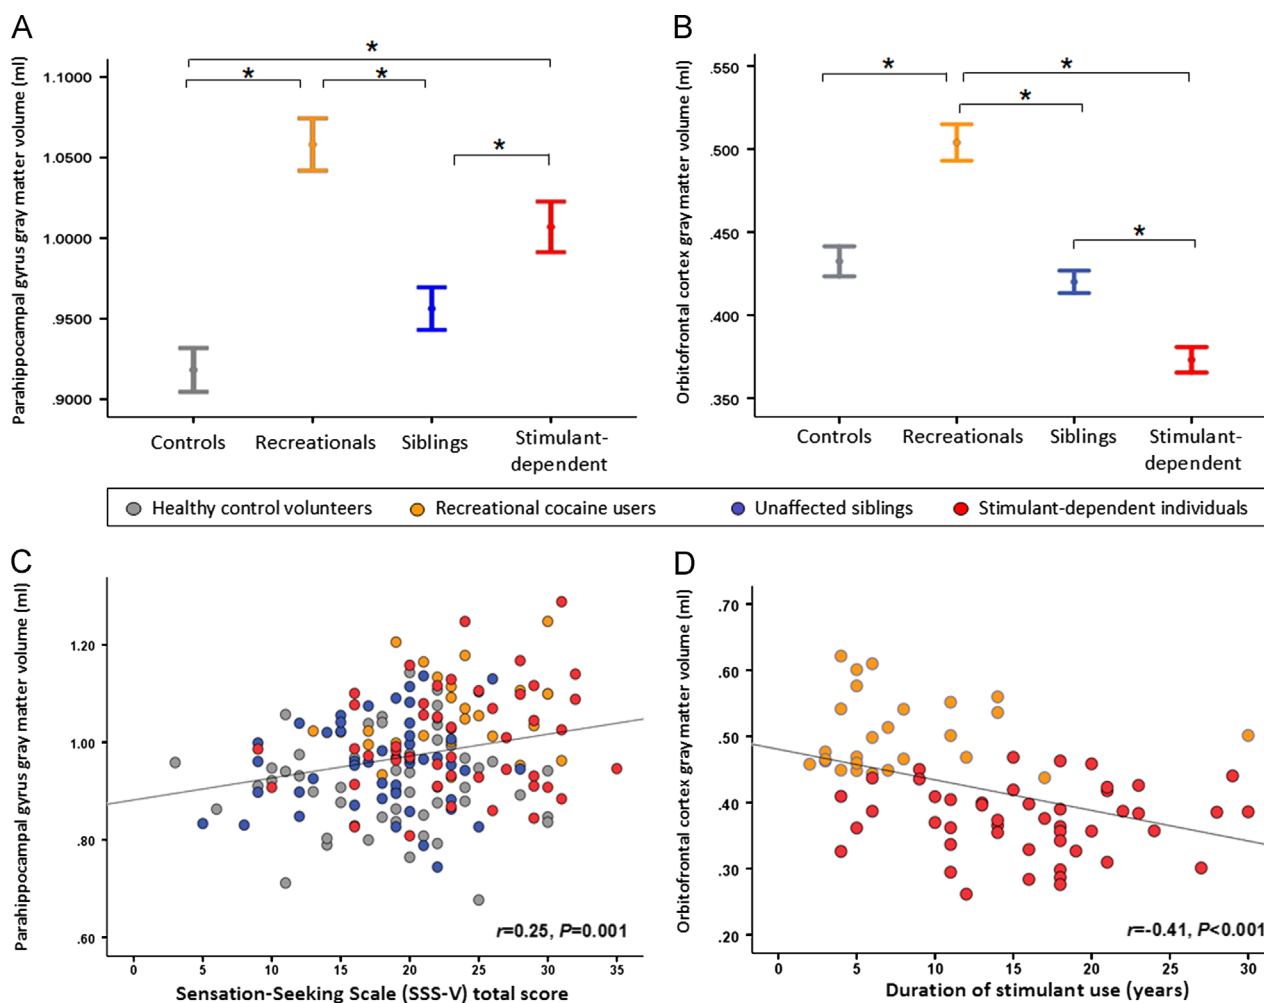 A
B
Parahippocampal gyrus gray matter volume (ml)
1.1000
1.0500
1.0000
.9500
.9000
*
*
*
*
Controls
Recreationals
Siblings
Stimulant-
dependent
Orbitofrontal cortex gray matter volume (ml)
.550
.500
.450
.400
.350
*
*
*
*
Controls
Recreationals
Siblings
Stimulant-
dependent
Healthy control volunteers
Recreational cocaine users
Unaffected siblings
Stimulant-dependent individuals
C
D
Parahippocampal gyrus gray matter volume (ml)
1.20
1.00
.80
.60
r=0.25, P=0.001
0 5 10 15 20 25 30 35
Sensation-Seeking Scale (SSS-V) total score
Orbitofrontal cortex gray matter volume (ml)
.70
.60
.50
.40
.30
.20
r=-0.41, P<0.001
0 5 10 15 20 25 30
Duration of stimulant use (years)